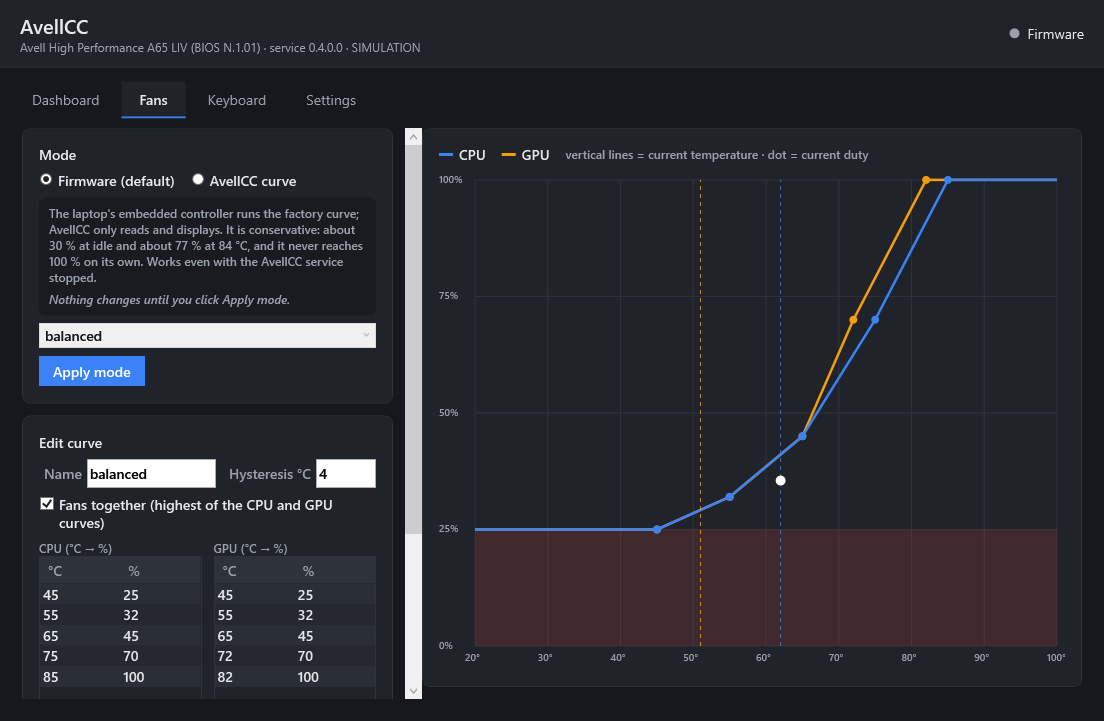 AvellCC
Avell High Performance A65 LIV (BIOS N.1.01) · service 0.4.0.0 · SIMULATION
Firmware
Dashboard
Fans
Keyboard
Settings
Mode
Firmware (default)
AvellCC curve
The laptop's embedded controller runs the factory curve;
AvellCC only reads and displays. It is conservative: about
30 % at idle and about 77 % at 84 °C, and it never reaches
100 % on its own. Works even with the AvellCC service
stopped.
Nothing changes until you click Apply mode.
balanced
Apply mode
Edit curve
Name balanced Hysteresis °C 4
Fans together (highest of the CPU and GPU
curves)
CPU (°C → %)
°C %
45 25
55 32
65 45
75 70
85 100
GPU (°C → %)
°C %
45 25
55 32
65 45
72 70
82 100
CPU GPU vertical lines = current temperature · dot = current duty
100%
75%
50%
25%
0%
20° 30° 40° 50° 60° 70° 80° 90° 100°